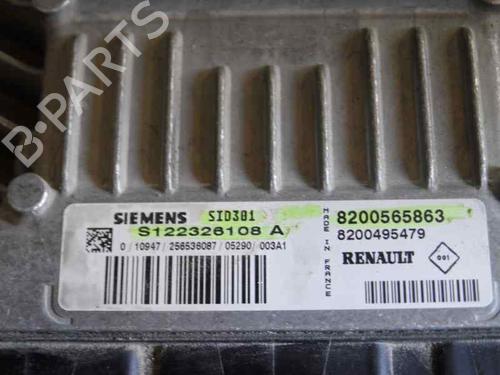 B-PARTS
SIEMENS SID301
S122326108 A
0/10947/256536087/05290/003A1
MADE IN FRANCE
8200565863
8200495479
RENAULT
001